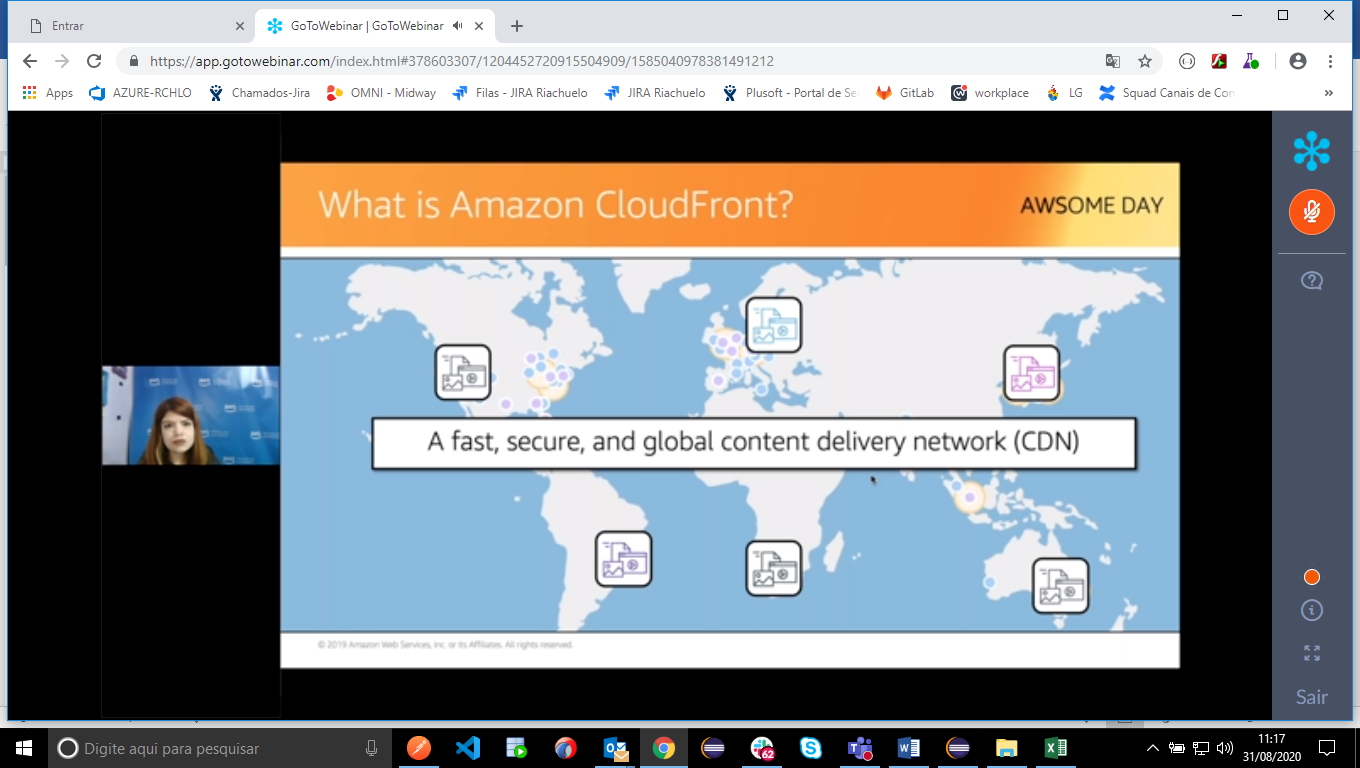 Entrar
GoToWebinar | GoToWebinar
https://app.gotowebinar.com/index.html#378603307/1204452720915504909/1585040978381491212
Apps
AZURE-RCHLO
Chamados-Jira
OMNI - Midway
Filas - JIRA Riachuelo
JIRA Riachuelo
Plusoft - Portal de Se
GitLab
workplace
LG
Squad Canais de Con
»
What is Amazon CloudFront?
AWSOME DAY
A fast, secure, and global content delivery network (CDN)
© 2019 Amazon Web Services, Inc. or its Affiliates. All rights reserved.
Sair
Digite aqui para pesquisar
62
11:17
31/08/2020